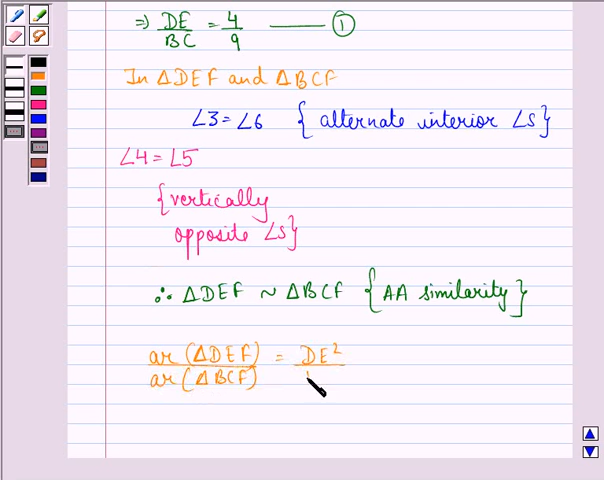 ⇒ DE/BC = 4/9 —— ①
In ΔDEF and ΔBCF
∠3 = ∠6 {alternate interior ∠s}
∠4 = ∠5
{vertically
opposite ∠s}
∴ ΔDEF ~ ΔBCF {AA similarity}
ar(ΔDEF)/ar(ΔBCF) = DE²/